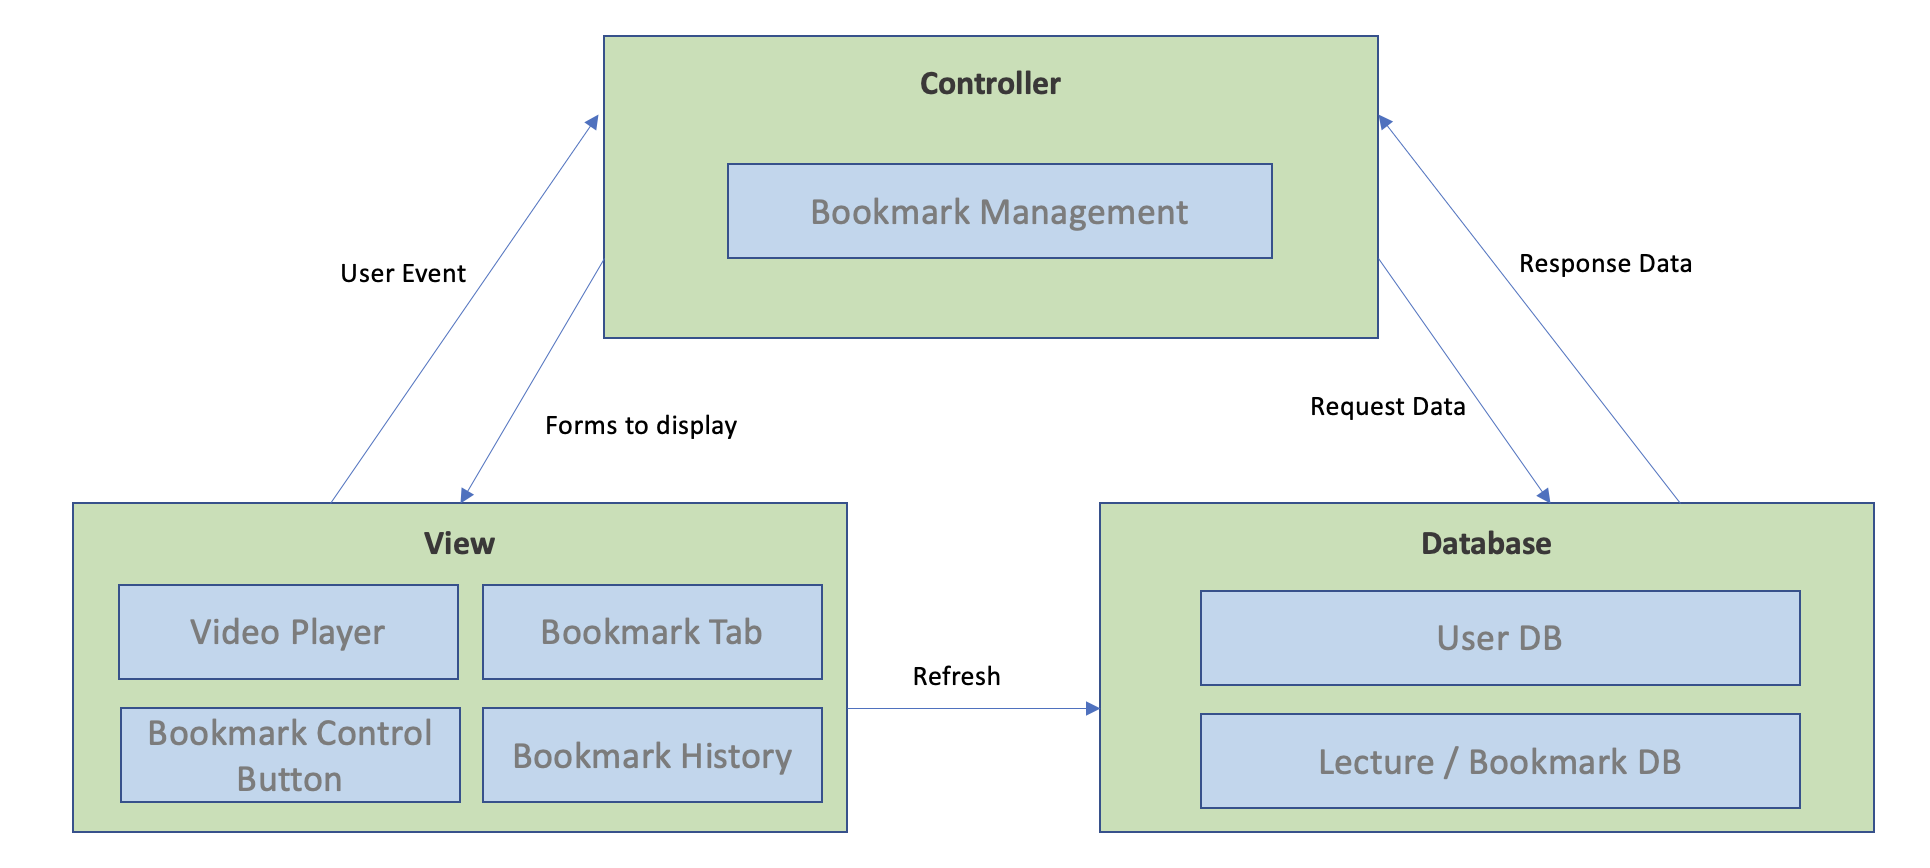 Controller
Bookmark Management
User Event
Response Data
Forms to display
Request Data
View
Video Player
Bookmark Tab
Bookmark Control
Button
Bookmark History
Refresh
Database
User DB
Lecture / Bookmark DB